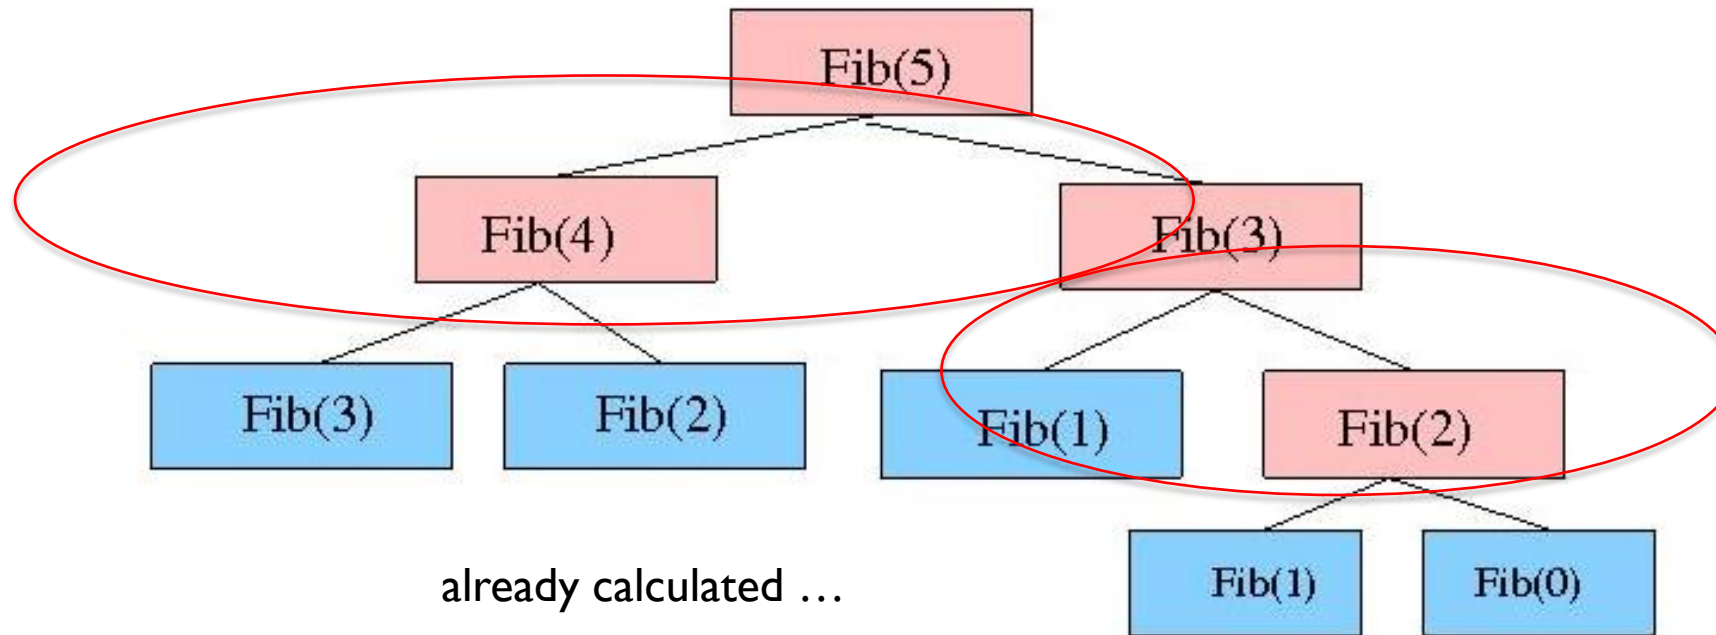 Fib(5)
Fib(4)
Fib(3)
Fib(3)
Fib(2)
Fib(1)
Fib(2)
already calculated …
Fib(1)
Fib(0)